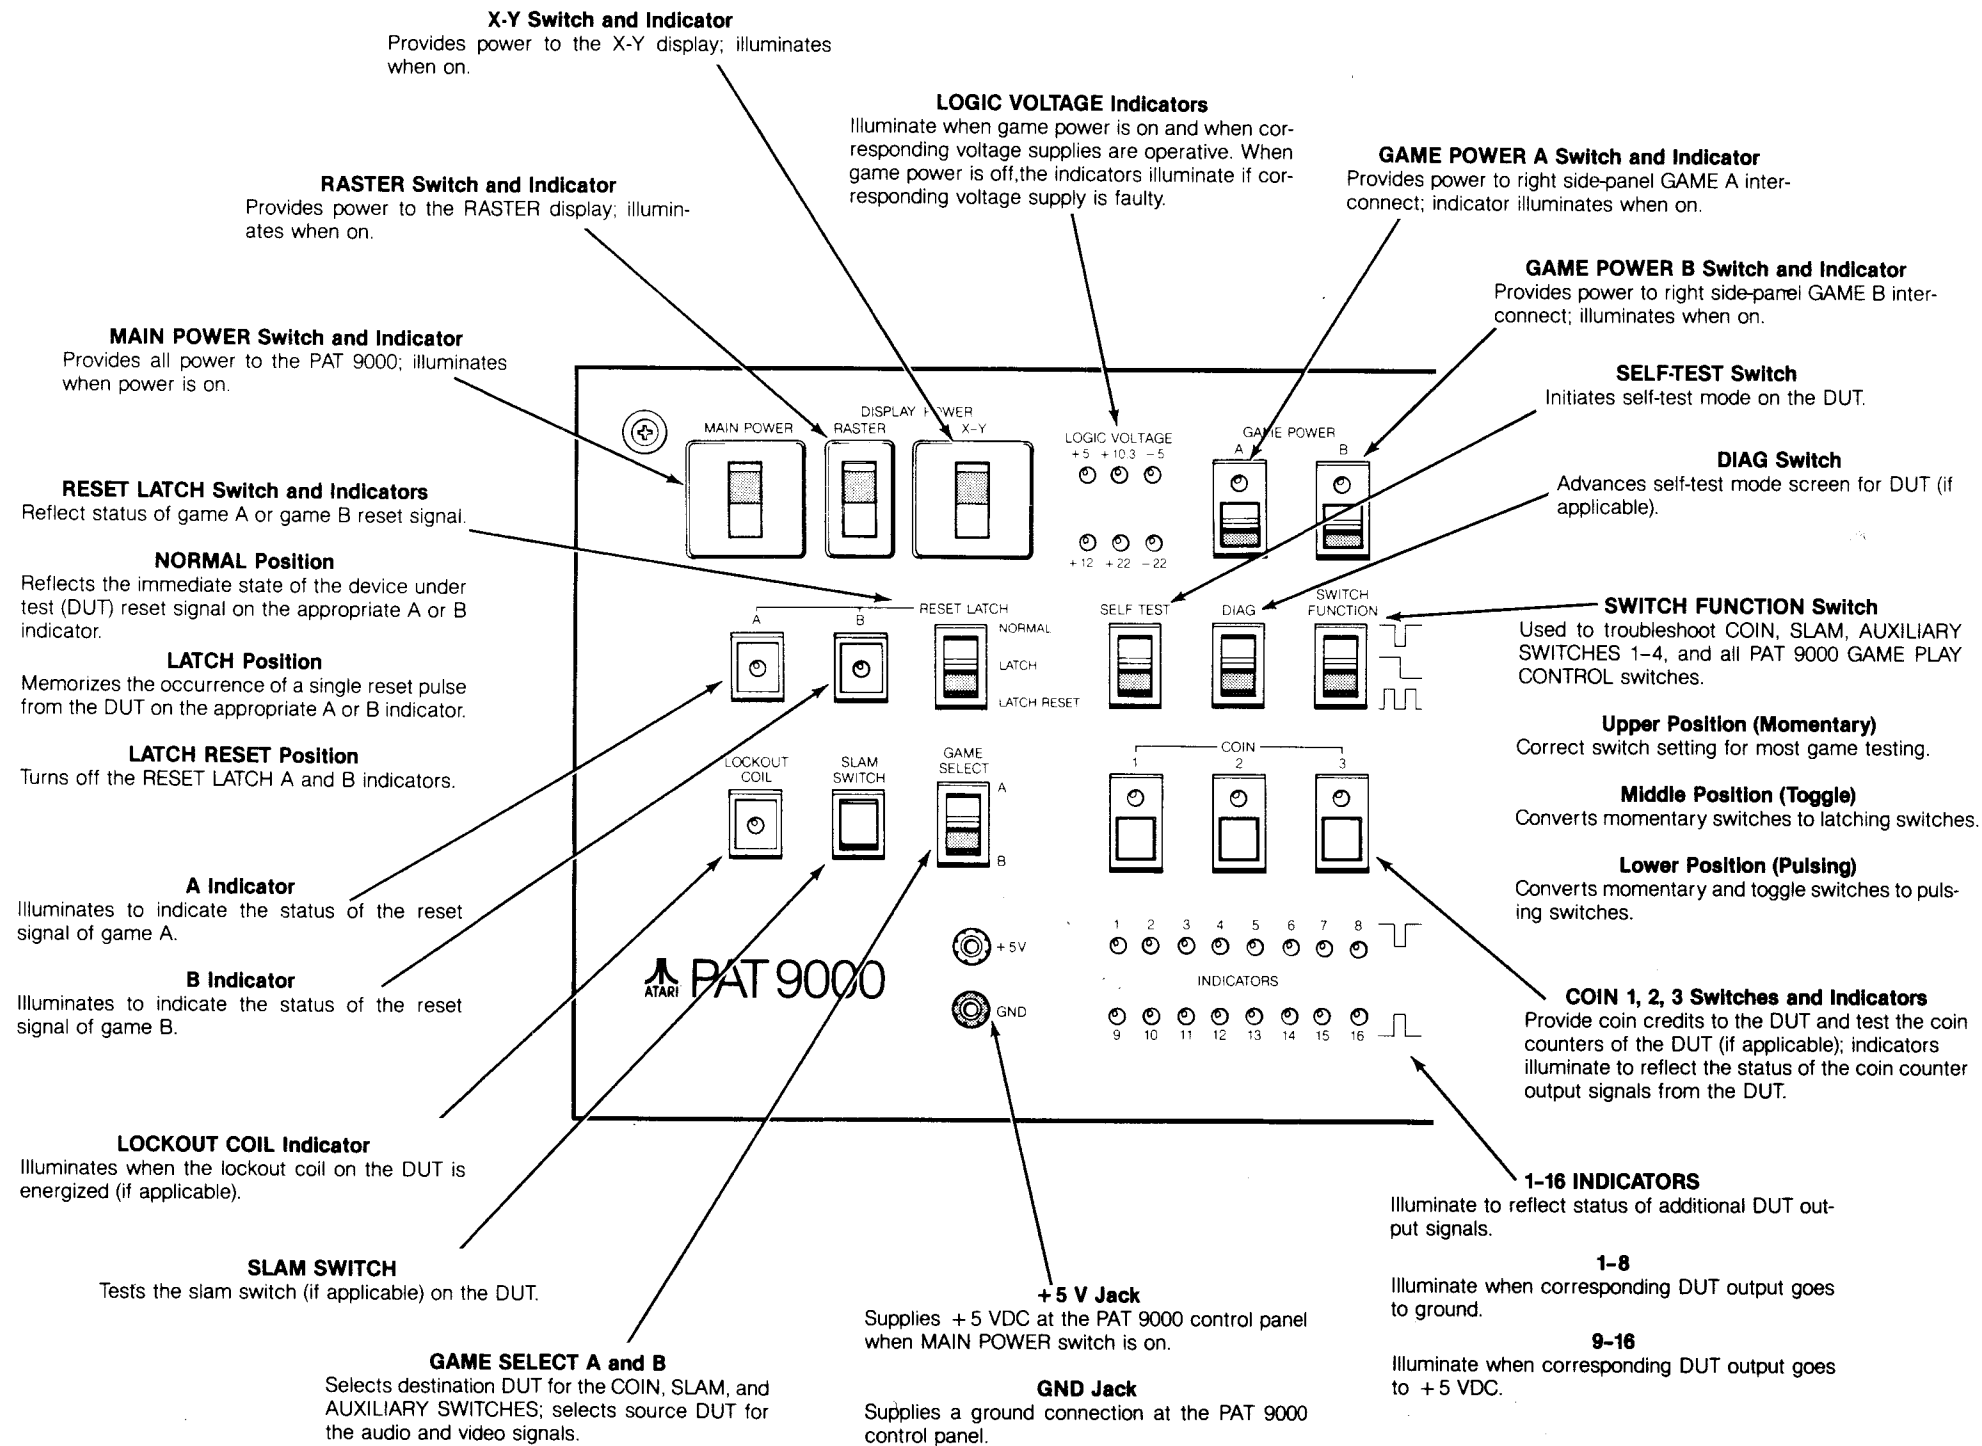 X-Y Switch and Indicator
Provides power to the X-Y display; illuminates
when on.
LOGIC VOLTAGE Indicators
Illuminate when game power is on and when cor-
responding voltage supplies are operative. When
game power is off,the indicators illuminate if cor-
responding voltage supply is faulty.
GAME POWER A Switch and Indicator
Provides power to right side-panel GAME A inter-
connect; indicator illuminates when on.
RASTER Switch and Indicator
Provides power to the RASTER display; illumin-
ates when on.
GAME POWER B Switch and Indicator
Provides power to right side-panel GAME B inter-
connect; illuminates when on.
MAIN POWER Switch and Indicator
Provides all power to the PAT 9000; illuminates
when power is on.
SELF-TEST Switch
Initiates self-test mode on the DUT.
DIAG Switch
Advances self-test mode screen for DUT (if
applicable).
RESET LATCH Switch and Indicators
Reflect status of game A or game B reset signal.
NORMAL Position
Reflects the immediate state of the device under
test (DUT) reset signal on the appropriate A or B
indicator.
LATCH Position
Memorizes the occurrence of a single reset pulse
from the DUT on the appropriate A or B indicator.
LATCH RESET Position
Turns off the RESET LATCH A and B indicators.
A Indicator
Illuminates to indicate the status of the reset
signal of game A.
B Indicator
Illuminates to indicate the status of the reset
signal of game B.
LOCKOUT COIL Indicator
Illuminates when the lockout coil on the DUT is
energized (if applicable).
SLAM SWITCH
Tests the slam switch (if applicable) on the DUT.
GAME SELECT A and B
Selects destination DUT for the COIN, SLAM, and
AUXILIARY SWITCHES; selects source DUT for
the audio and video signals.
DISPLAY POWER
MAIN POWER RASTER X-Y
LOGIC VOLTAGE
+5 +10.3 -5
+12 +22 -22
GAME POWER
A B
A B RESET LATCH
NORMAL
LATCH
LATCH RESET
SELF TEST DIAG
SWITCH
FUNCTION
LOCKOUT
COIL
SLAM
SWITCH
GAME
SELECT
A
B
COIN
1 2 3
ATARI PAT 9000
+5V
GND
1 2 3 4 5 6 7 8
INDICATORS
9 10 11 12 13 14 15 16
SWITCH FUNCTION Switch
Used to troubleshoot COIN, SLAM, AUXILIARY
SWITCHES 1–4, and all PAT 9000 GAME PLAY
CONTROL switches.
Upper Position (Momentary)
Correct switch setting for most game testing.
Middle Position (Toggle)
Converts momentary switches to latching switches.
Lower Position (Pulsing)
Converts momentary and toggle switches to puls-
ing switches.
COIN 1, 2, 3 Switches and Indicators
Provide coin credits to the DUT and test the coin
counters of the DUT (if applicable); indicators
illuminate to reflect the status of the coin counter
output signals from the DUT.
1–16 INDICATORS
Illuminate to reflect status of additional DUT out-
put signals.
1–8
Illuminate when corresponding DUT output goes
to ground.
9–16
Illuminate when corresponding DUT output goes
to +5 VDC.
+5 V Jack
Supplies +5 VDC at the PAT 9000 control panel
when MAIN POWER switch is on.
GND Jack
Supplies a ground connection at the PAT 9000
control panel.